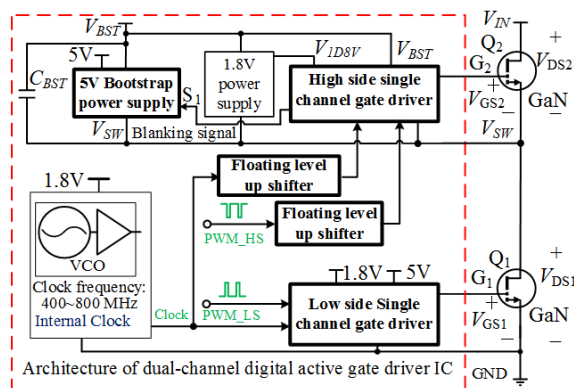 V_BST
5V
C_BST
5V Bootstrap
power supply
V_SW
S_1
Blanking signal
1.8V
power
supply
V_1D8V
V_BST
High side single
channel gate driver
V_IN
G_2
Q_2
+
V_DS2
−
+
V_GS2
−
GaN
V_SW
1.8V
VCO
Clock frequency:
400~800 MHz
Internal Clock
Floating level
up shifter
Floating level
up shifter
PWM_HS
Clock
PWM_LS
1.8V
5V
Low side Single
channel gate driver
G_1
Q_1
+
V_DS1
−
+
V_GS1
−
GaN
GND
Architecture of dual-channel digital active gate driver IC